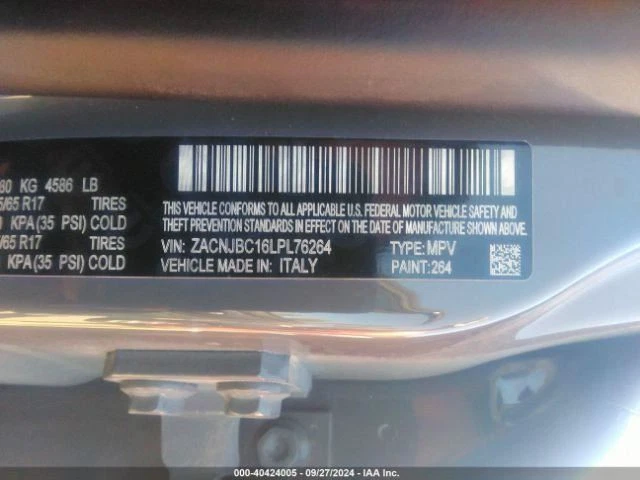 80 KG 4586 LB
5/65 R17 TIRES
KPA(35 PSI) COLD
/65 R17 TIRES
KPA(35 PSI) COLD
THIS VEHICLE CONFORMS TO ALL APPLICABLE U.S. FEDERAL MOTOR VEHICLE SAFETY AND
THEFT PREVENTION STANDARDS IN EFFECT ON THE DATE OF MANUFACTURE SHOWN ABOVE.
VIN: ZACNJBC16LPL76264 TYPE: MPV
VEHICLE MADE IN: ITALY PAINT: 264
000-40424005 - 09/27/2024 - IAA Inc.